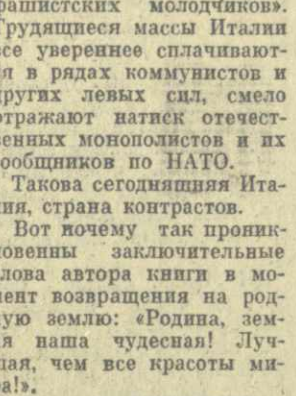 фашистских молодчиков».
Трудящиеся массы Италии
все увереннее сплачивают-
я в рядах коммунистов и
других левых сил, смело
отражают натиск отечест-
венных монополистов и их
сообщников по НАТО.
Такова сегодняшняя Ита-
лия, страна контрастов.
Вот почему так проник-
новенны заключительные
слова автора книги в мо-
мент возвращения на род-
ную землю: «Родина, зем-
я наша чудесная! Луч-
шая, чем все красоты ми-
ра!».